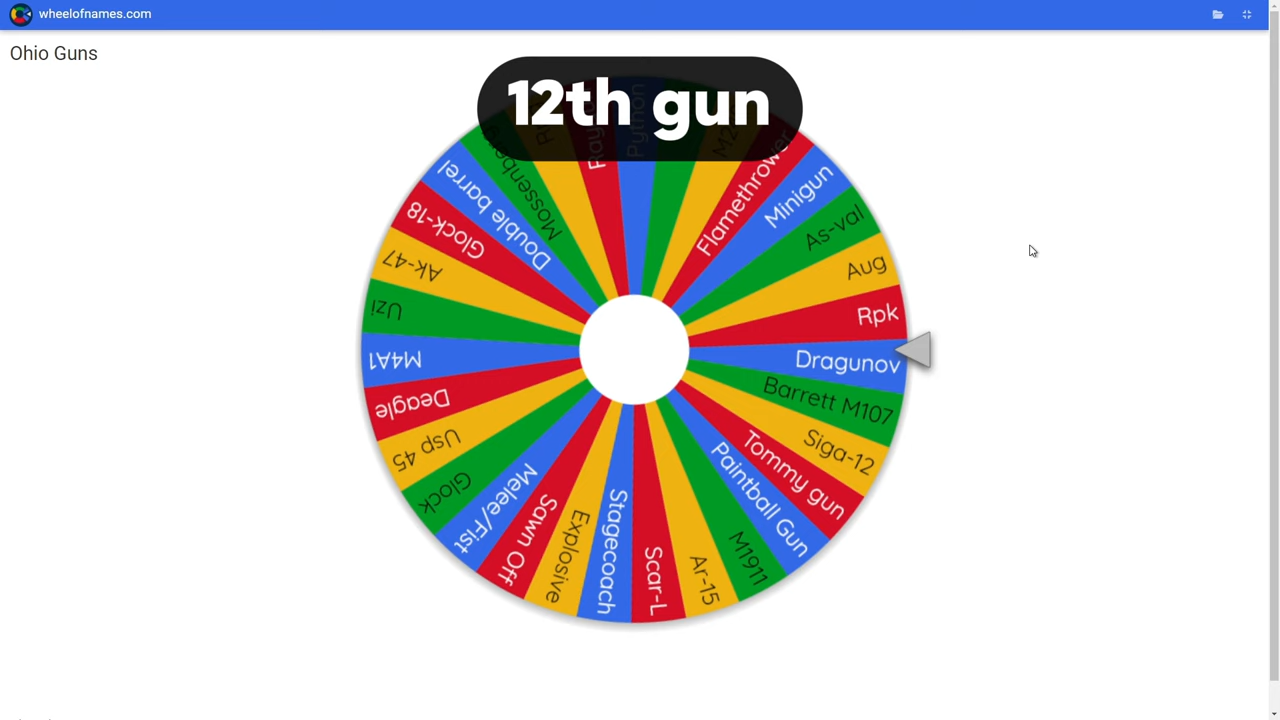 wheelofnames.com
Ohio Guns
12th gun
Python
Flamethrower
Minigun
As-val
Aug
Rpk
Dragunov
Barrett M107
Siga-12
Tommy gun
Paintball Gun
M1911
Ar-15
Scar-L
Stagecoach
Explosive
Sawn Off
Melee/Fist
Glock
Usp 45
Deagle
M4A1
Uzi
Ak-47
Glock-18
Double barrel